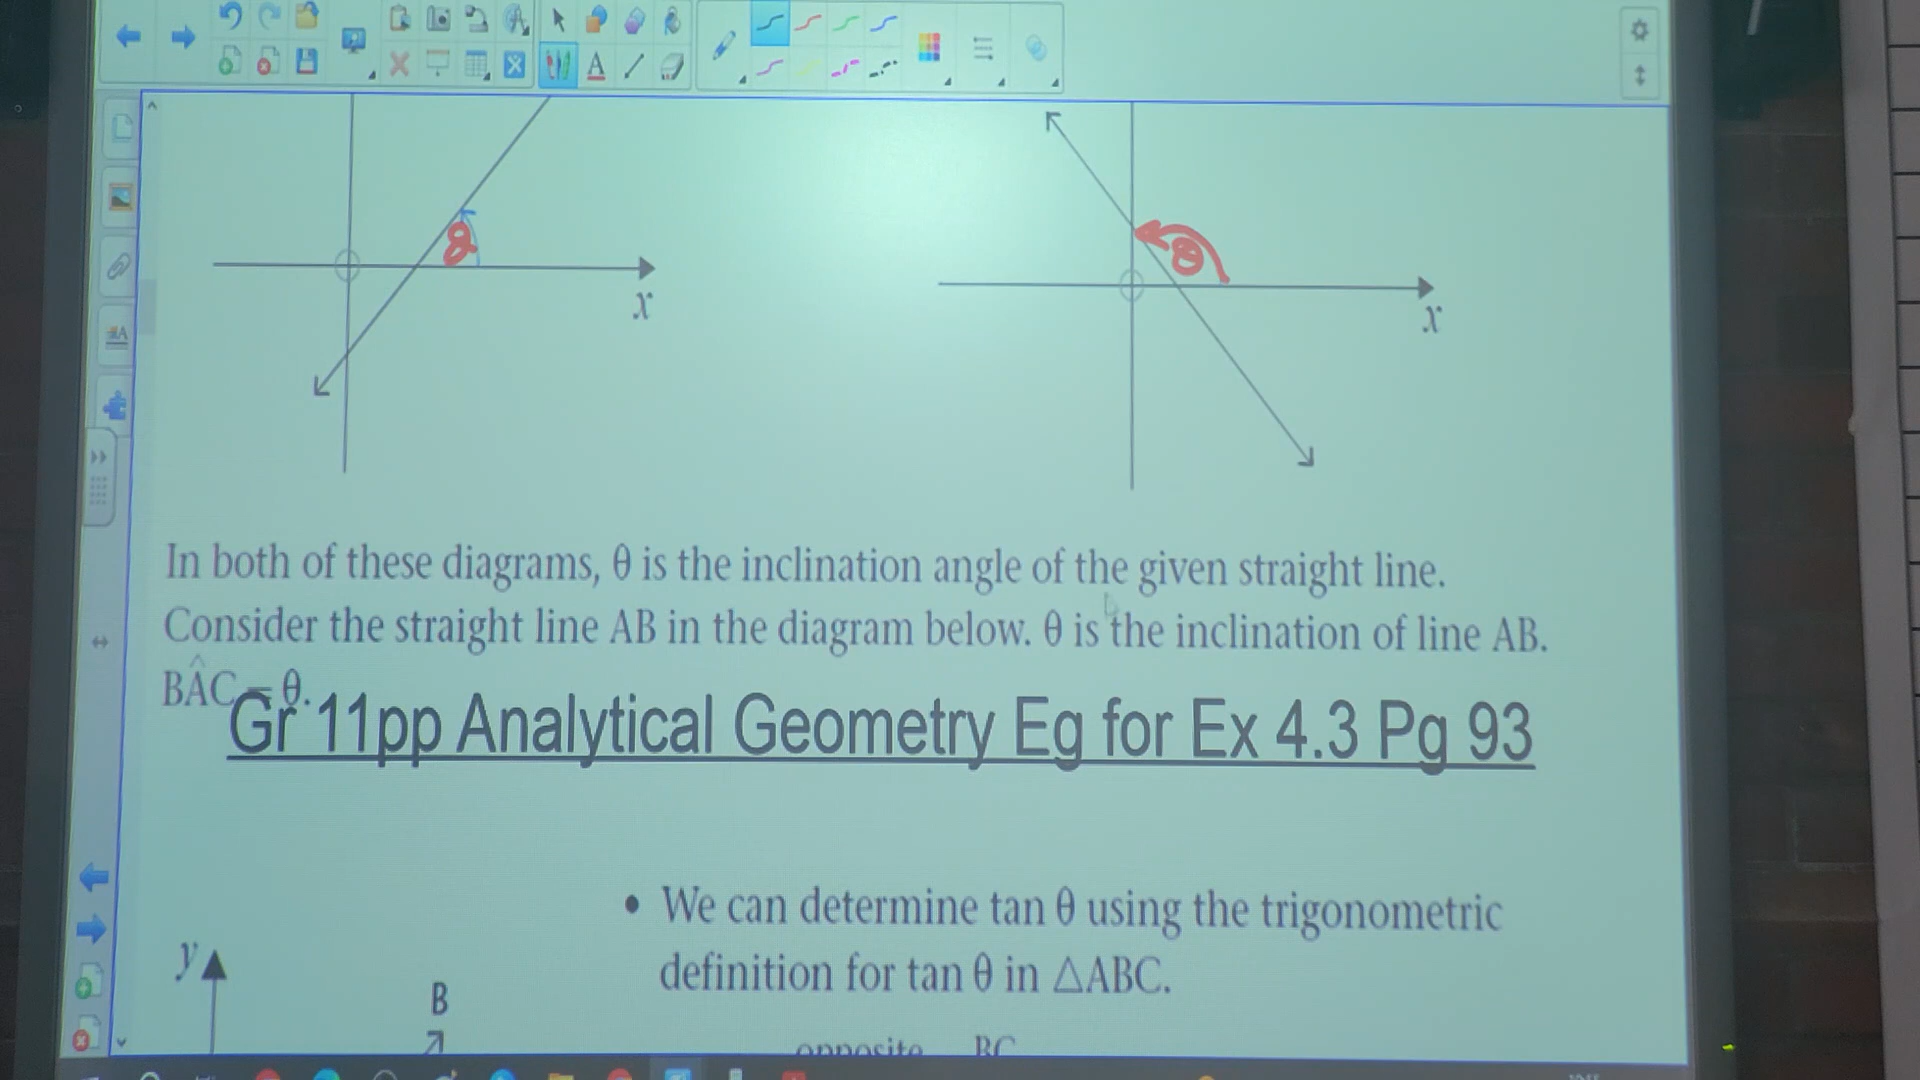 θ
θ
x
x
In both of these diagrams, θ is the inclination angle of the given straight line.
Consider the straight line AB in the diagram below. θ is the inclination of line AB.
BÂC = θ.
Gr 11pp Analytical Geometry Eg for Ex 4.3 Pg 93
• We can determine tan θ using the trigonometric
definition for tan θ in △ABC.
y
B
opposite BC